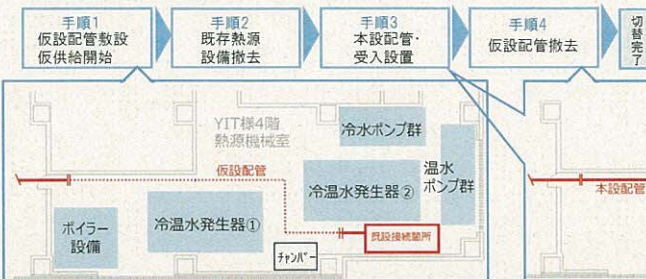 手順1
仮設配管敷設
仮供給開始
手順2
既存熱源
設備撤去
手順3
本設配管・
受入設置
手順4
仮設配管撤去
切替完了
YIT様4階
熱源機械室
冷水ポンプ群
仮設配管
冷温水発生器②
温水
ポンプ群
ボイラー
設備
冷温水発生器①
既設接続箇所
チャンバー
本設配管